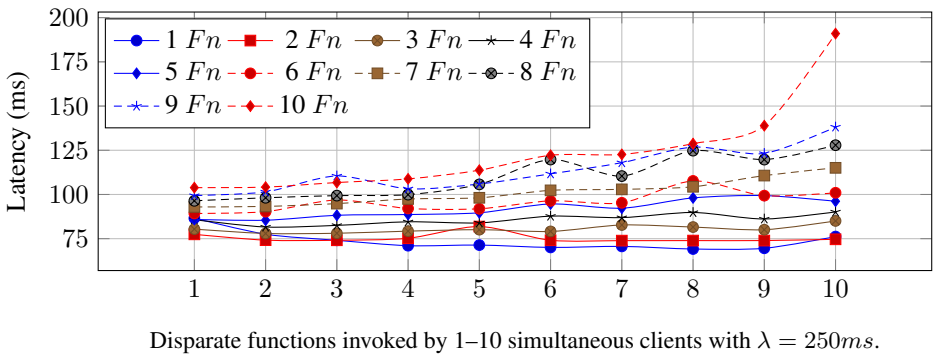 200
175
150
125
100
75
Latency (ms)
1 Fn 2 Fn 3 Fn 4 Fn
5 Fn 6 Fn 7 Fn 8 Fn
9 Fn 10 Fn
1 2 3 4 5 6 7 8 9 10
Disparate functions invoked by 1–10 simultaneous clients with λ = 250ms.